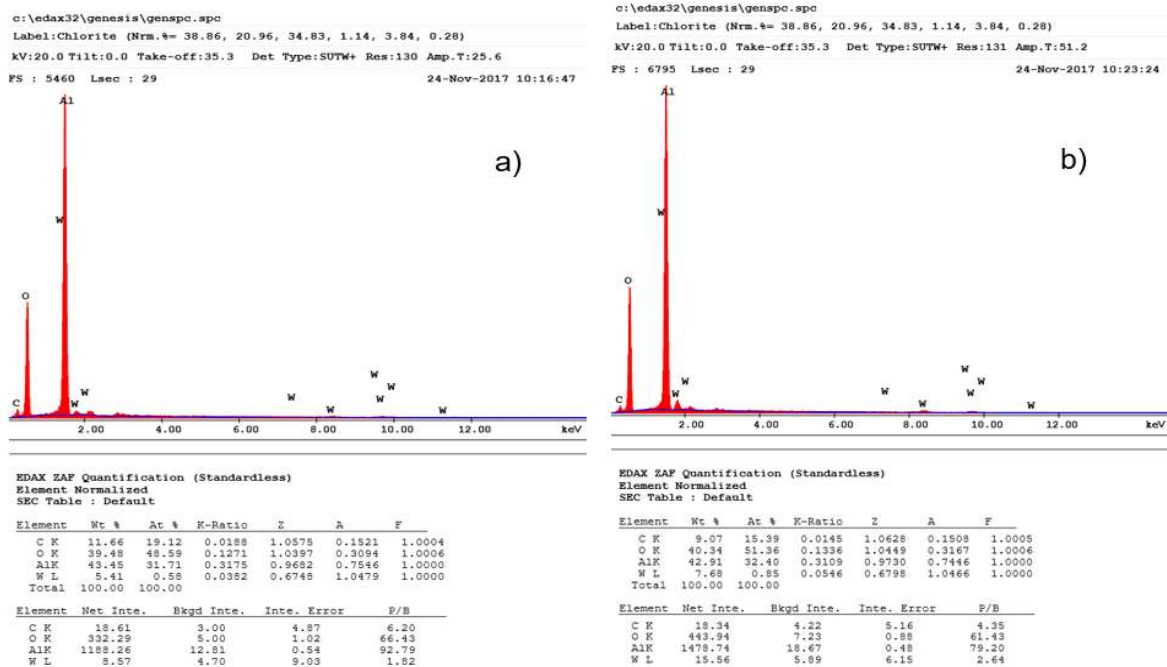 c:\edax32\genesis\genspc.spc
Label:Chlorite (Nrm.%= 38.86, 20.96, 34.83, 1.14, 3.84, 0.28)
kV:20.0 Tilt:0.0 Take-off:35.3 Det Type:SUTW+ Res:130 Amp.T:25.6
FS : 5460 Lsec : 29 24-Nov-2017 10:16:47
Al
a)
W
O
W
W
W
W
W
C W
W
W
2.00 4.00 6.00 8.00 10.00 12.00 keV
EDAX ZAF Quantification (Standardless)
Element Normalized
SEC Table : Default
Element Wt % At % K-Ratio Z A F
C K 11.66 19.12 0.0188 1.0575 0.1521 1.0004
O K 39.48 48.59 0.1271 1.0397 0.3094 1.0006
AlK 43.45 31.71 0.3175 0.9682 0.7546 1.0000
W L 5.41 0.58 0.0382 0.6748 1.0479 1.0000
Total 100.00 100.00
Element Net Inte. Bkgd Inte. Inte. Error P/B
C K 18.61 3.00 4.87 6.20
O K 332.29 5.00 1.02 66.43
AlK 1188.26 12.81 0.54 92.79
W L 8.57 4.70 9.03 1.82
c:\edax32\genesis\genspc.spc
Label:Chlorite (Nrm.%= 38.86, 20.96, 34.83, 1.14, 3.84, 0.28)
kV:20.0 Tilt:0.0 Take-off:35.3 Det Type:SUTW+ Res:131 Amp.T:51.2
FS : 6795 Lsec : 29 24-Nov-2017 10:23:24
Al
b)
W
O
W
W
W
W
W
W
C
W
W
2.00 4.00 6.00 8.00 10.00 12.00 keV
EDAX ZAF Quantification (Standardless)
Element Normalized
SEC Table : Default
Element Wt % At % K-Ratio Z A F
C K 9.07 15.39 0.0145 1.0628 0.1508 1.0005
O K 40.34 51.36 0.1336 1.0449 0.3167 1.0006
AlK 42.91 32.40 0.3109 0.9730 0.7446 1.0000
W L 7.68 0.85 0.0546 0.6798 1.0466 1.0000
Total 100.00 100.00
Element Net Inte. Bkgd Inte. Inte. Error P/B
C K 18.34 4.22 5.16 4.35
O K 443.94 7.23 0.88 61.43
AlK 1478.74 18.67 0.48 79.20
W L 15.56 5.89 6.15 2.64